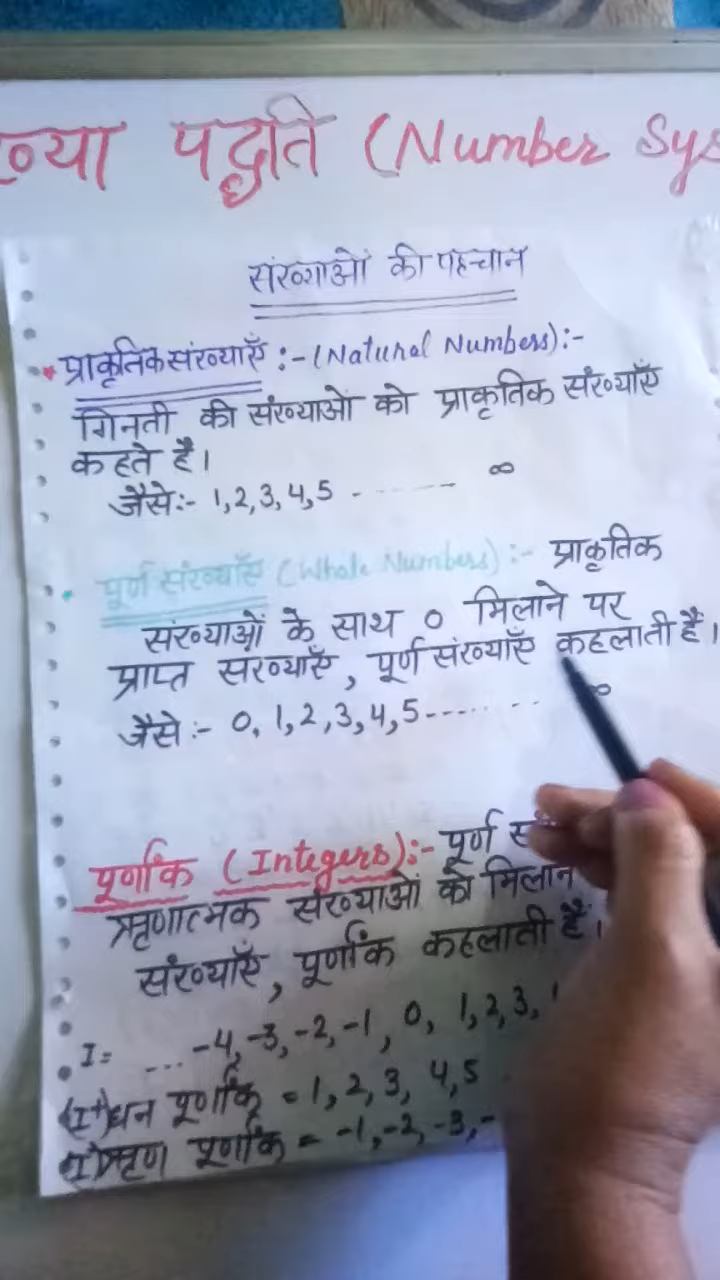 ख्या पद्धति (Number Sys
संख्याओं की पहचान
* प्राकृतिक संख्याएँ :- (Natural Numbers):-
गिनती की संख्याओ को प्राकृतिक संख्याएँ
कहते है।
जैसे:- 1,2,3,4,5 ------- ∞
पूर्ण संख्याएँ (Whole Numbers):- प्राकृतिक
संख्याओं के साथ 0 मिलाने पर
प्राप्त संख्याएँ, पूर्ण संख्याएँ कहलाती हैं।
जैसे:- 0, 1,2,3,4,5------- ∞
पूर्णांक (Integers):- पूर्ण
ऋणात्मक संख्याओं को मिलाने
संख्याएँ, पूर्णांक कहलाती हैं।
I= ... -4,-3,-2,-1, 0, 1,2,3,
(I+) धन पूर्णांक = 1, 2, 3, 4,5
ऋण पूर्णांक = -1,-2,-3,-